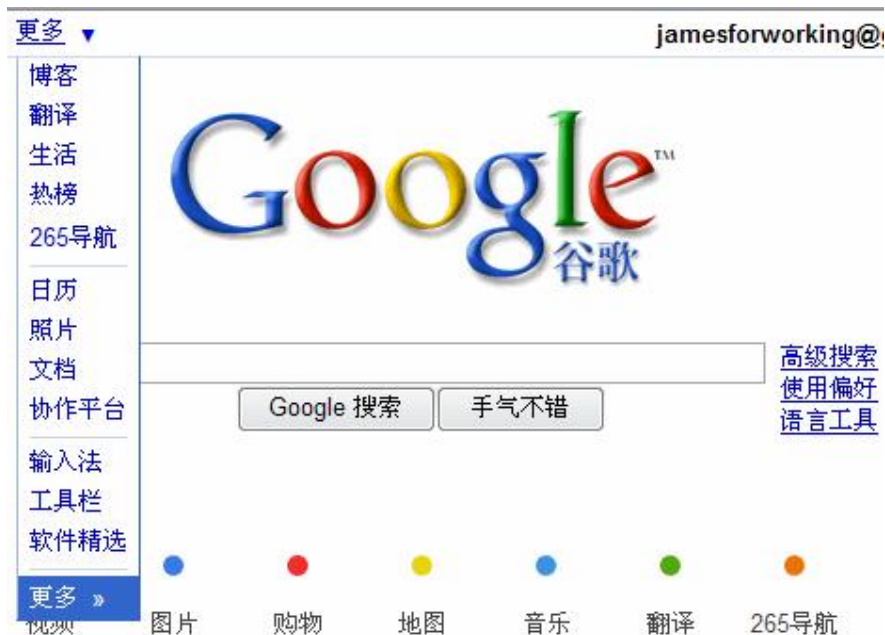 更多 ▼
jamesforworking@
博客
翻译
生活
热榜
265导航
日历
照片
文档
协作平台
输入法
工具栏
软件精选
更多 »
Google™
谷歌
高级搜索
使用偏好
语言工具
Google 搜索 手气不错
视频 图片 购物 地图 音乐 翻译 265导航